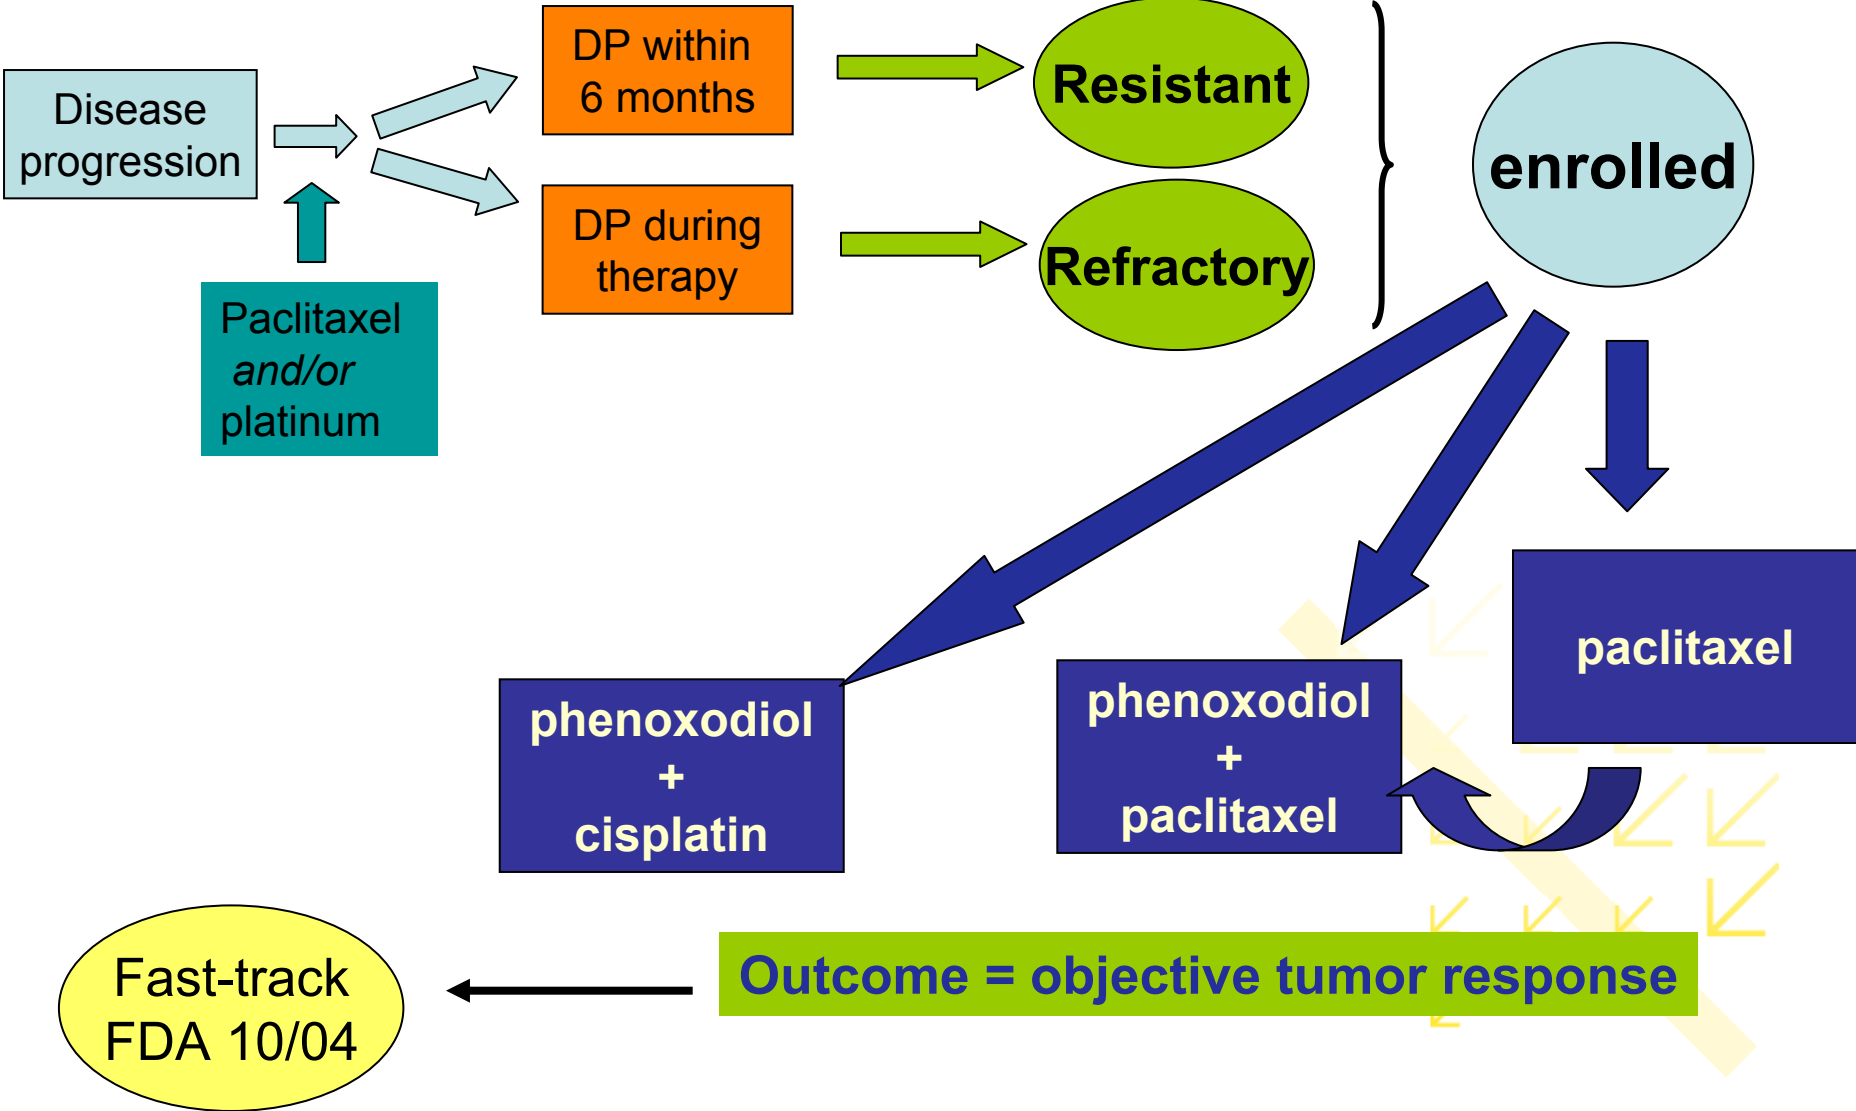 Disease
progression
Paclitaxel
and/or
platinum
DP within
6 months
DP during
therapy
Resistant
Refractory
enrolled
phenoxodiol
+
cisplatin
phenoxodiol
+
paclitaxel
paclitaxel
Outcome = objective tumor response
Fast-track
FDA 10/04